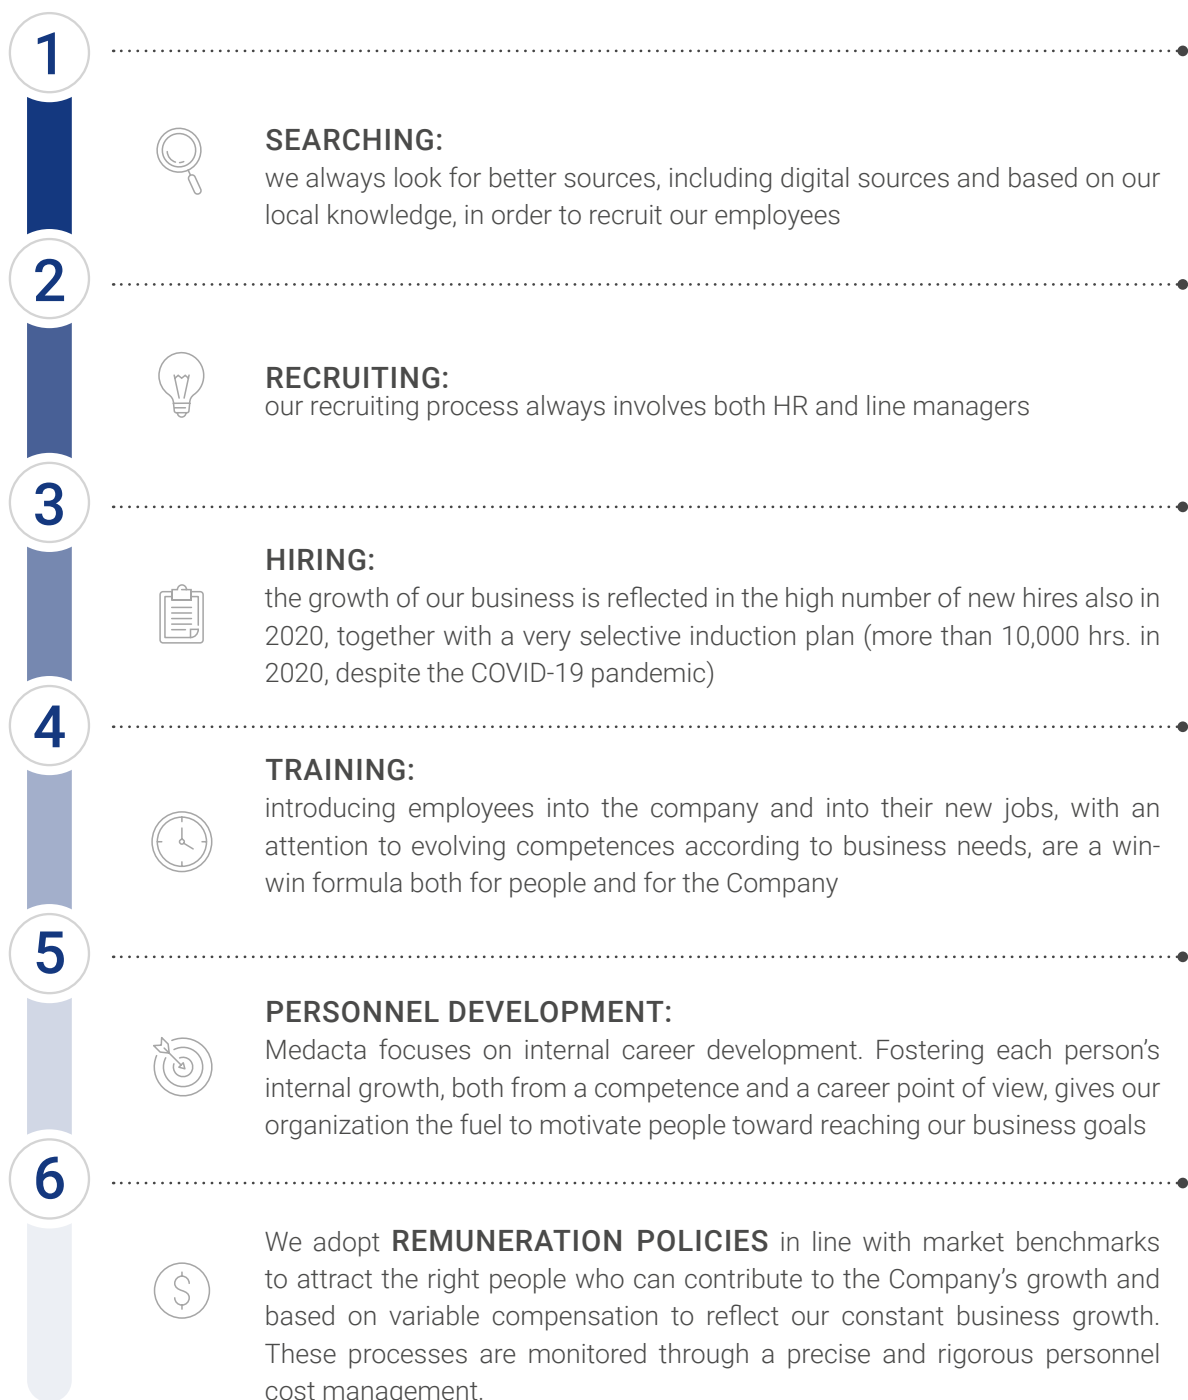 1
SEARCHING:
we always look for better sources, including digital sources and based on our
local knowledge, in order to recruit our employees
2
RECRUITING:
our recruiting process always involves both HR and line managers
3
HIRING:
the growth of our business is reflected in the high number of new hires also in
2020, together with a very selective induction plan (more than 10,000 hrs. in
2020, despite the COVID-19 pandemic)
4
TRAINING:
introducing employees into the company and into their new jobs, with an
attention to evolving competences according to business needs, are a win-
win formula both for people and for the Company
5
PERSONNEL DEVELOPMENT:
Medacta focuses on internal career development. Fostering each person's
internal growth, both from a competence and a career point of view, gives our
organization the fuel to motivate people toward reaching our business goals
6
$
We adopt REMUNERATION POLICIES in line with market benchmarks
to attract the right people who can contribute to the Company's growth and
based on variable compensation to reflect our constant business growth.
These processes are monitored through a precise and rigorous personnel
cost management.